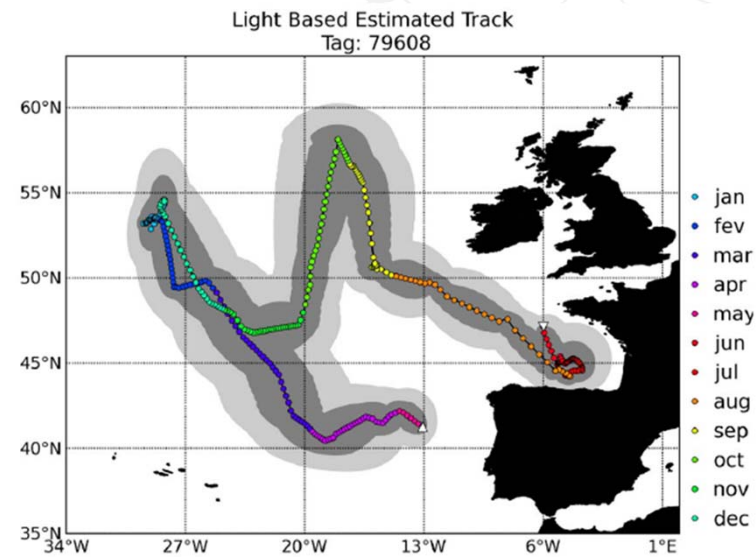 Light Based Estimated Track
Tag: 79608
60°N
55°N
50°N
45°N
40°N
35°N
34°W 27°W 20°W 13°W 6°W 1°E
jan
fev
mar
apr
may
jun
jul
aug
sep
oct
nov
dec